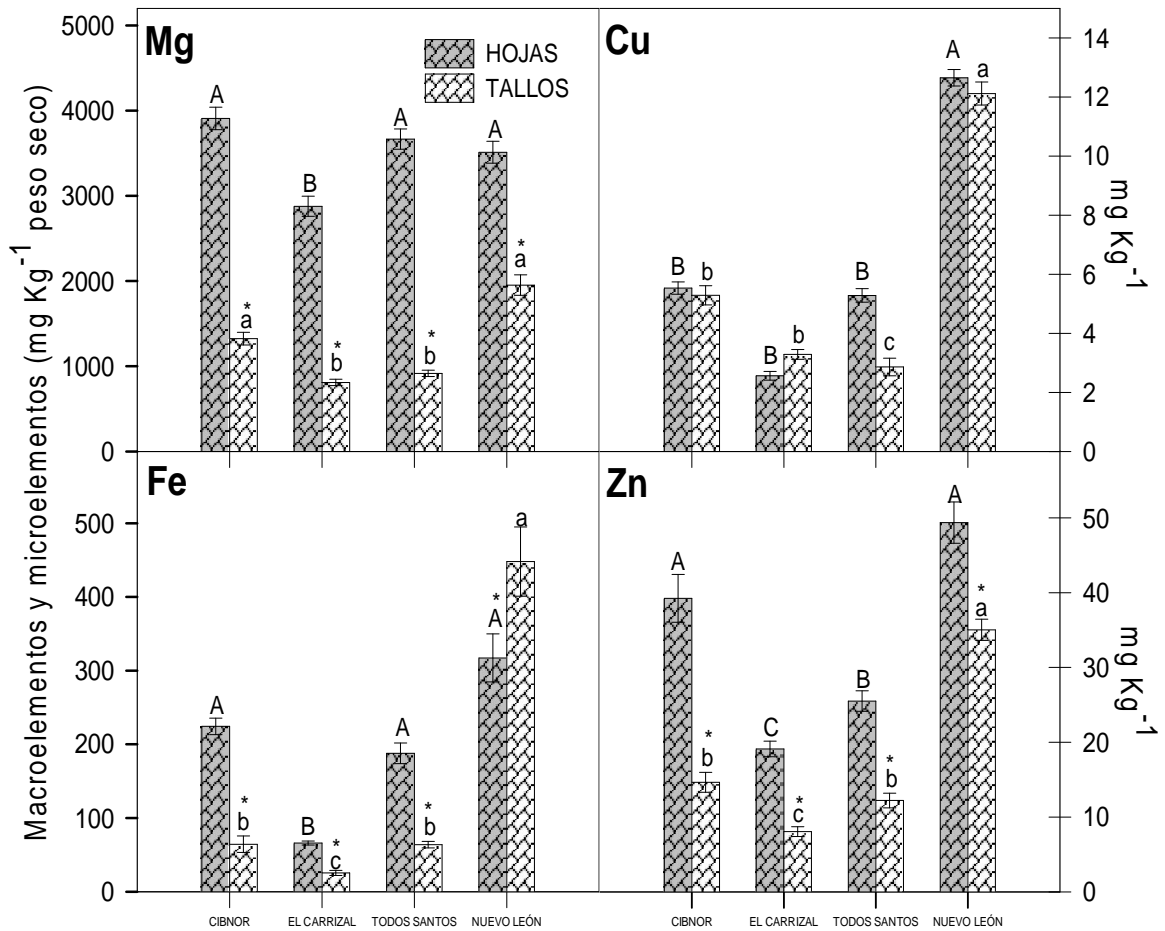 Macroelementos y microelementos (mg Kg⁻¹ peso seco)
Mg
5000
4000
3000
2000
1000
0
HOJAS
TALLOS
A
*
a
B
*
b
A
*
b
A
*
a
Cu
14
12
10
8
6
4
2
0
mg Kg⁻¹
B
b
B
b
B
c
A
a
Fe
500
400
300
200
100
0
A
*
b
B
*
c
A
*
b
*
A
a
CIBNOR
EL CARRIZAL
TODOS SANTOS
NUEVO LEÓN
Zn
50
40
30
20
10
0
mg Kg⁻¹
A
*
b
C
*
c
B
*
b
A
*
a
CIBNOR
EL CARRIZAL
TODOS SANTOS
NUEVO LEÓN